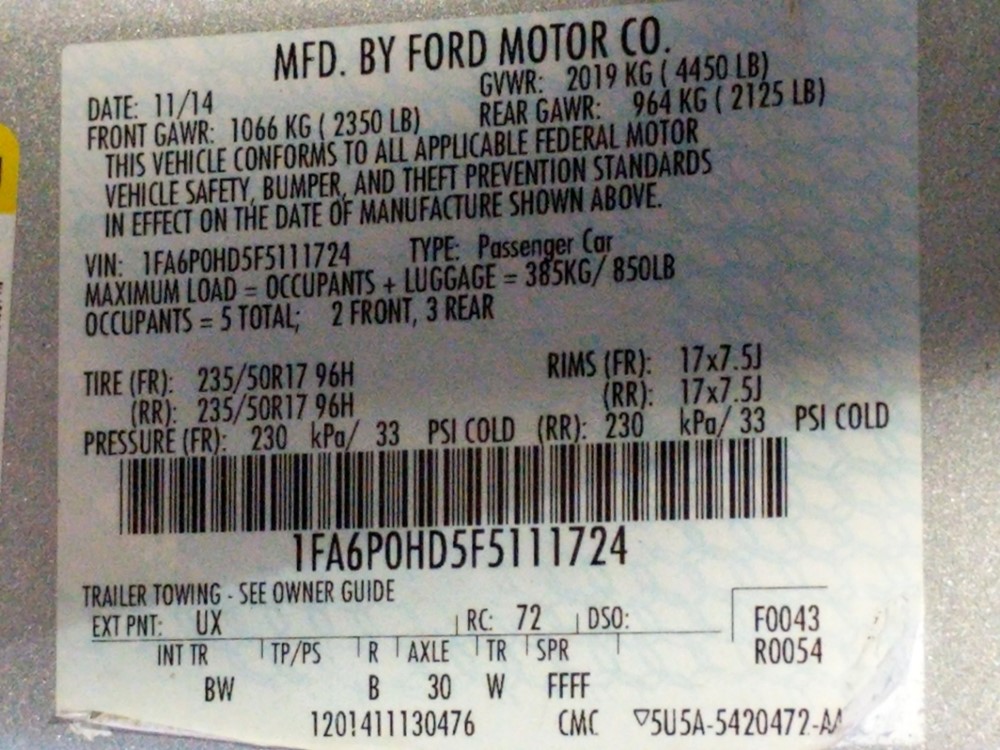 MFD. BY FORD MOTOR CO.
DATE: 11/14 GVWR: 2019 KG ( 4450 LB)
FRONT GAWR: 1066 KG ( 2350 LB) REAR GAWR: 964 KG ( 2125 LB)
THIS VEHICLE CONFORMS TO ALL APPLICABLE FEDERAL MOTOR
VEHICLE SAFETY, BUMPER, AND THEFT PREVENTION STANDARDS
IN EFFECT ON THE DATE OF MANUFACTURE SHOWN ABOVE.
VIN: 1FA6P0HD5F5111724 TYPE: Passenger Car
MAXIMUM LOAD = OCCUPANTS + LUGGAGE = 385KG/ 850LB
OCCUPANTS = 5 TOTAL; 2 FRONT, 3 REAR
TIRE (FR): 235/50R17 96H RIMS (FR): 17x7.5J
(RR): 235/50R17 96H (RR): 17x7.5J
PRESSURE (FR): 230 kPa/ 33 PSI COLD (RR): 230 kPa/ 33 PSI COLD
1FA6P0HD5F5111724
TRAILER TOWING - SEE OWNER GUIDE
EXT PNT: UX RC: 72 DSO: F0043
INT TR TP/PS R AXLE TR SPR R0054
BW B 30 W FFFF
1201411130476 CMC ▽5U5A-5420472-AA